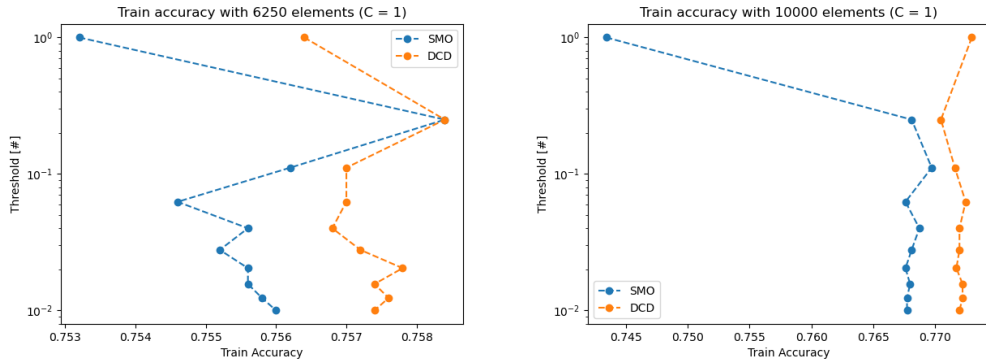 Train accuracy with 6250 elements (C = 1)
10⁰
10⁻¹
10⁻²
Threshold [#]
SMO
DCD
0.753 0.754 0.755 0.756 0.757 0.758
Train Accuracy
Train accuracy with 10000 elements (C = 1)
10⁰
10⁻¹
10⁻²
Threshold [#]
SMO
DCD
0.745 0.750 0.755 0.760 0.765 0.770
Train Accuracy